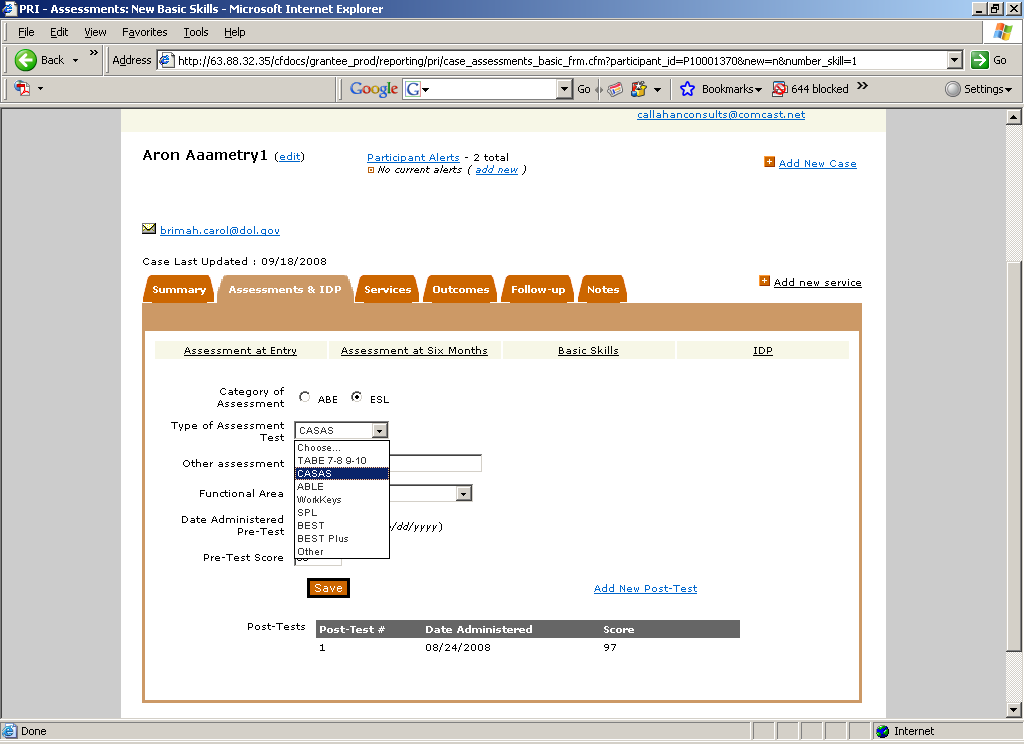 PRI - Assessments: New Basic Skills - Microsoft Internet Explorer
File Edit View Favorites Tools Help
Back » Address http://63.88.32.35/cfdocs/grantee_prod/reporting/pri/case_assessments_basic_frm.cfm?participant_id=P10001370&new=n&number_skill=1 Go
Google G Go Bookmarks 644 blocked » Settings
callahanconsults@comcast.net
Aron Aaametry1 (edit) Participant Alerts - 2 total Add New Case
No current alerts ( add new )
brimah.carol@dol.gov
Case Last Updated : 09/18/2008
Summary Assessments & IDP Services Outcomes Follow-up Notes Add new service
Assessment at Entry Assessment at Six Months Basic Skills IDP
Category of Assessment ABE ESL
Type of Assessment Test CASAS
Choose...
TABE 7-8 9-10
Other assessment
CASAS
ABLE
Functional Area
WorkKeys
SPL
Date Administered Pre-Test /dd/yyyy)
BEST
BEST Plus
Other
Pre-Test Score
Save Add New Post-Test
Post-Tests Post-Test # Date Administered Score
1 08/24/2008 97
Done Internet